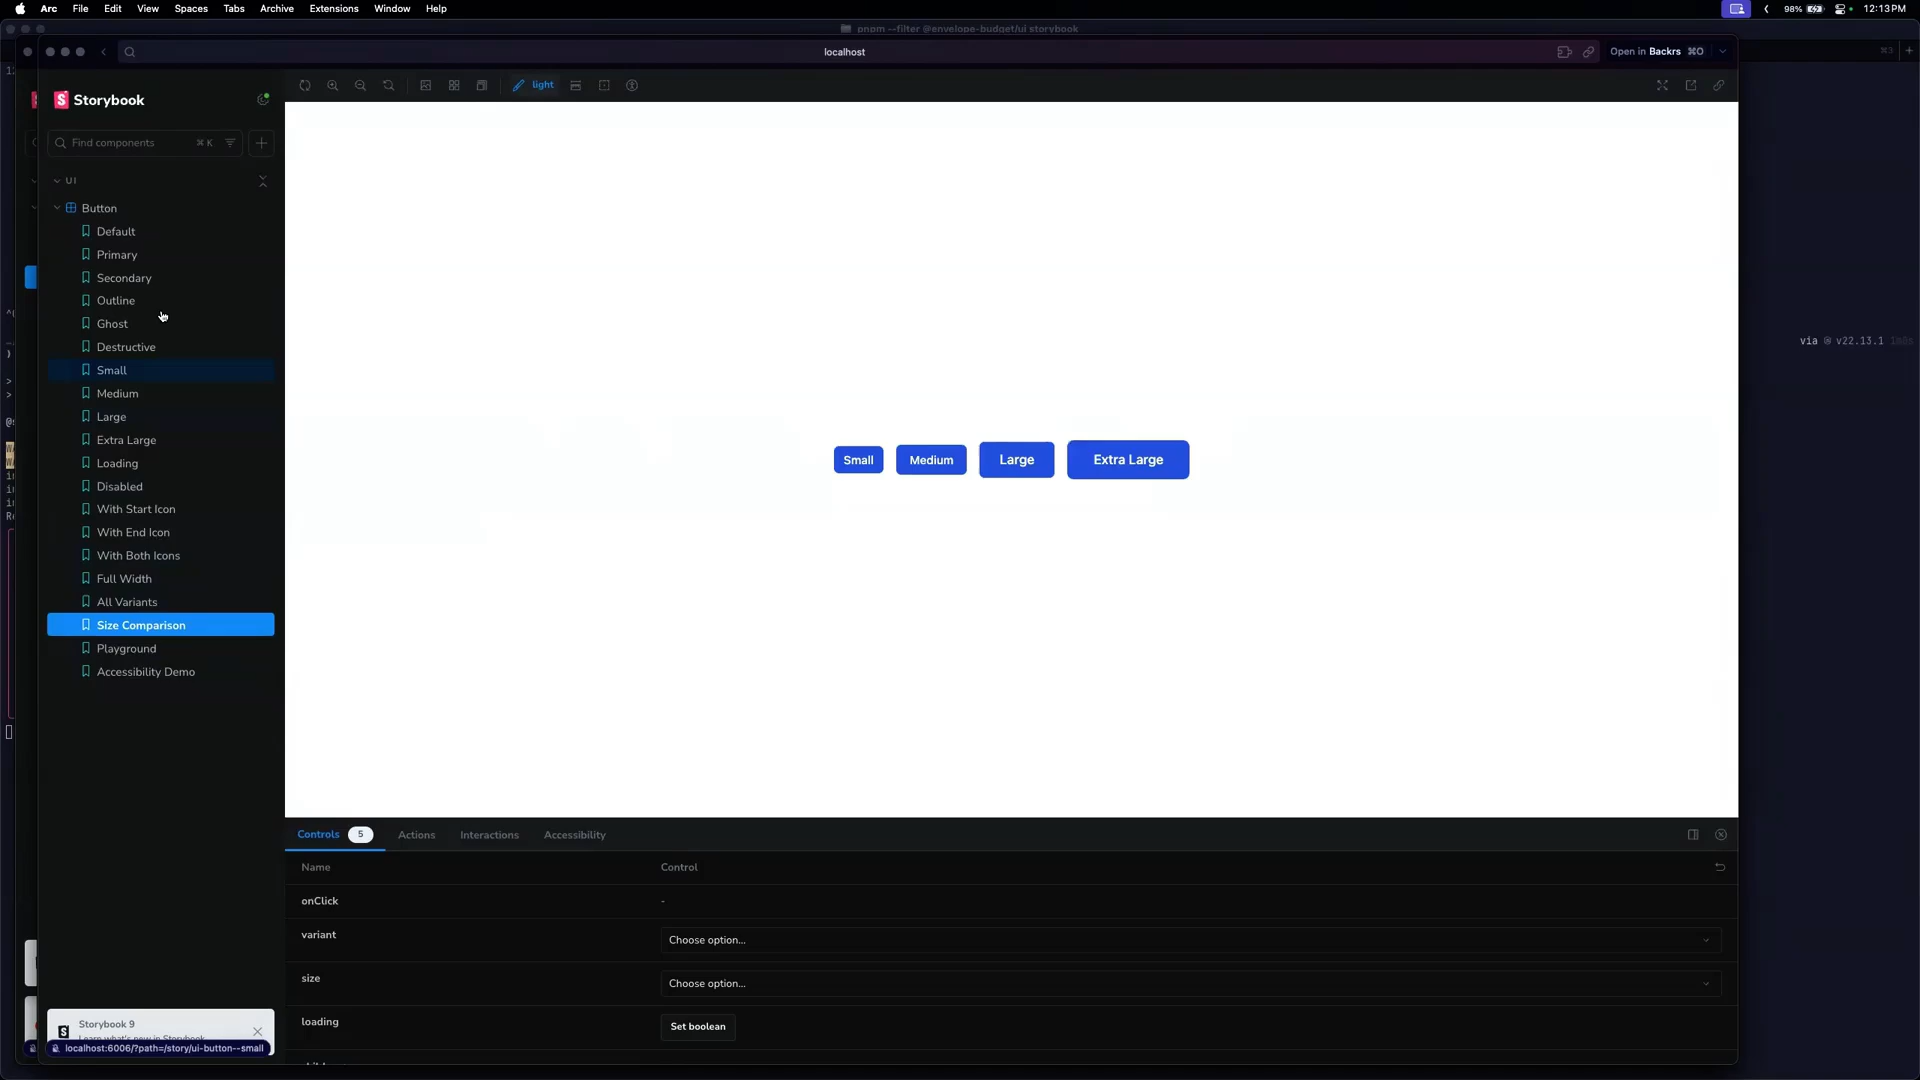 Arc File Edit View Spaces Tabs Archive Extensions Window Help
98% 12:13 PM
pnpm --filter @envelope-budget/ui storybook
localhost
Open in Backrs ⌘O
Storybook
light
Find components ⌘ K
UI
Button
Default
Primary
Secondary
Outline
Ghost
Destructive
Small
Medium
Large
Extra Large
Loading
Disabled
With Start Icon
With End Icon
With Both Icons
Full Width
All Variants
Size Comparison
Playground
Accessibility Demo
Small Medium Large Extra Large
via v22.13.1
Controls 5 Actions Interactions Accessibility
Name Control
onClick -
variant Choose option...
size Choose option...
loading Set boolean
Storybook 9
Learn what's new in Storybook
localhost:6006/?path=/story/ui-button--small